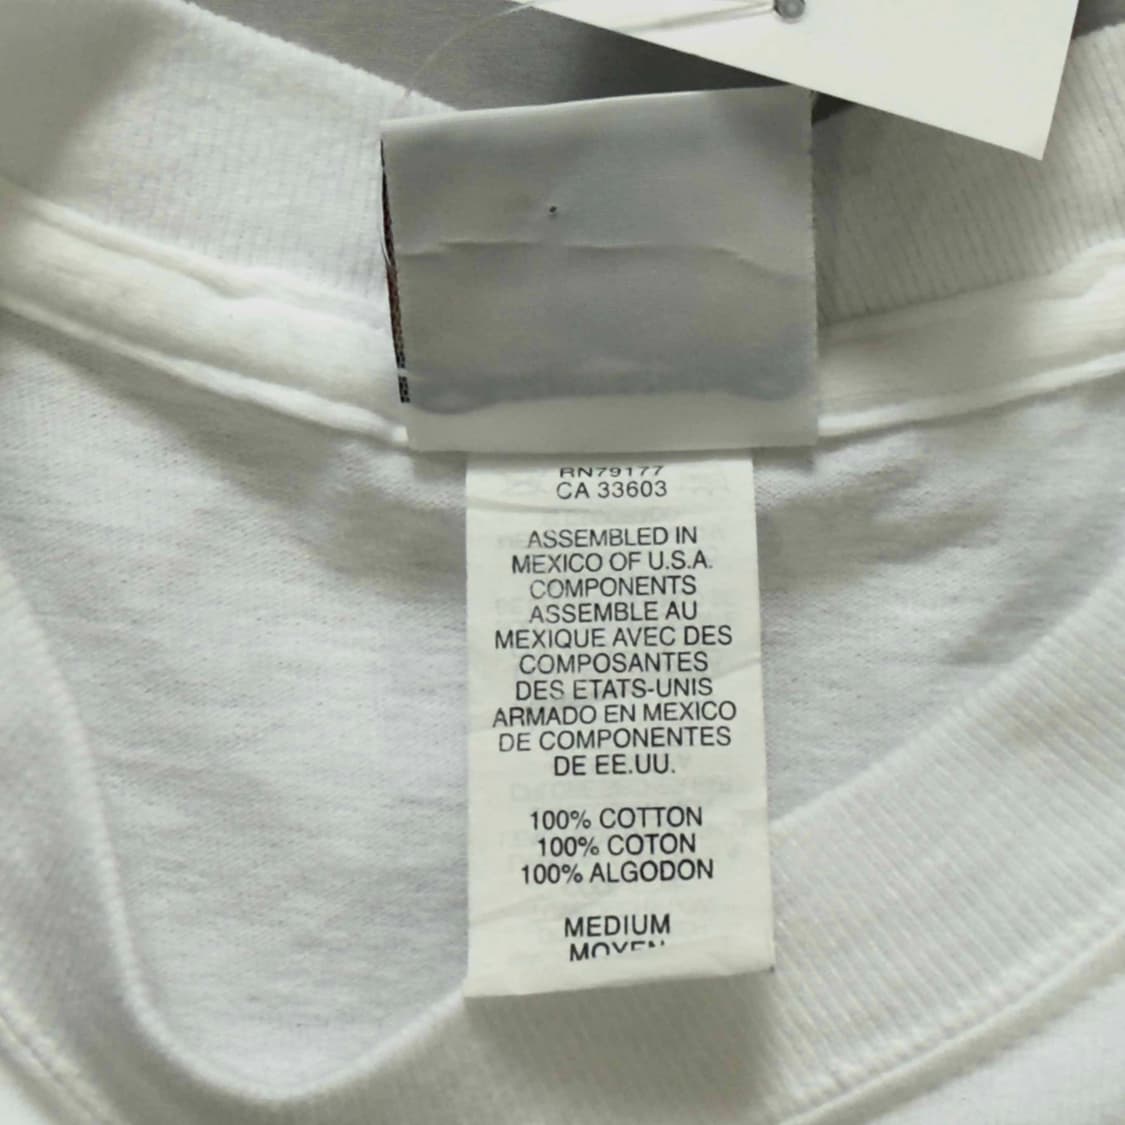 RN79177
CA 33603
ASSEMBLED IN
MEXICO OF U.S.A.
COMPONENTS
ASSEMBLE AU
MEXIQUE AVEC DES
COMPOSANTES
DES ETATS-UNIS
ARMADO EN MEXICO
DE COMPONENTES
DE EE.UU.
100% COTTON
100% COTON
100% ALGODON
MEDIUM
MOYEN